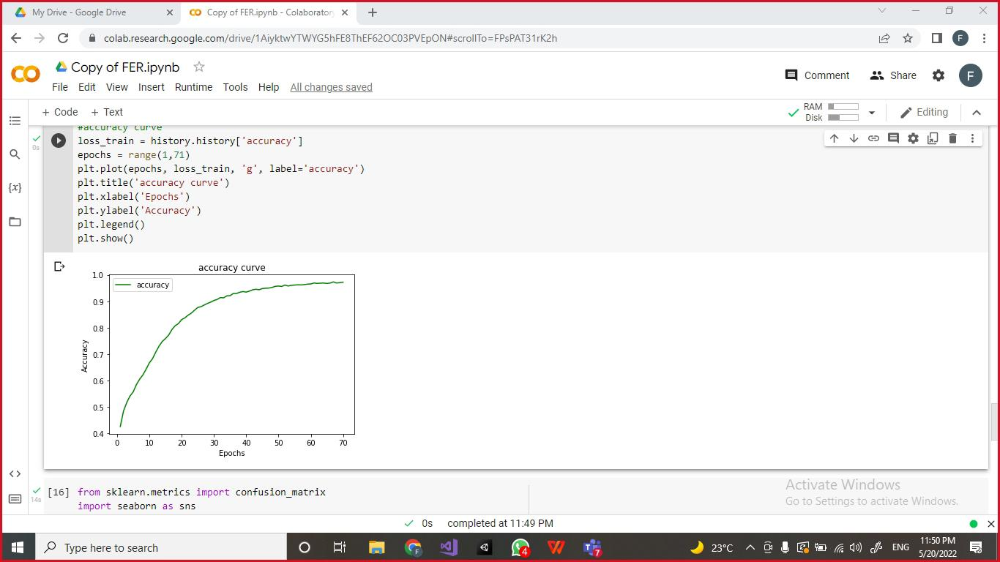 My Drive - Google Drive
Copy of FER.ipynb - Colaboratory
colab.research.google.com/drive/1AiyktwYTWYG5hFE8ThEF62OC03PVEpON#scrollTo=FPsPAT31rK2h
F
Copy of FER.ipynb
Comment
Share
F
File Edit View Insert Runtime Tools Help All changes saved
+ Code + Text
RAM
Disk
Editing
#accuracy curve
0s
loss_train = history.history['accuracy']
epochs = range(1,71)
plt.plot(epochs, loss_train, 'g', label='accuracy')
plt.title('accuracy curve')
plt.xlabel('Epochs')
plt.ylabel('Accuracy')
plt.legend()
plt.show()
{x}
accuracy curve
accuracy
1.0
0.9
0.8
0.7
0.6
0.5
0.4
Accuracy
0 10 20 30 40 50 60 70
Epochs
14s
[16] from sklearn.metrics import confusion_matrix
import seaborn as sns
Activate Windows
Go to Settings to activate Windows.
0s completed at 11:49 PM
Type here to search
F
4
7
23°C
ENG
11:50 PM
5/20/2022